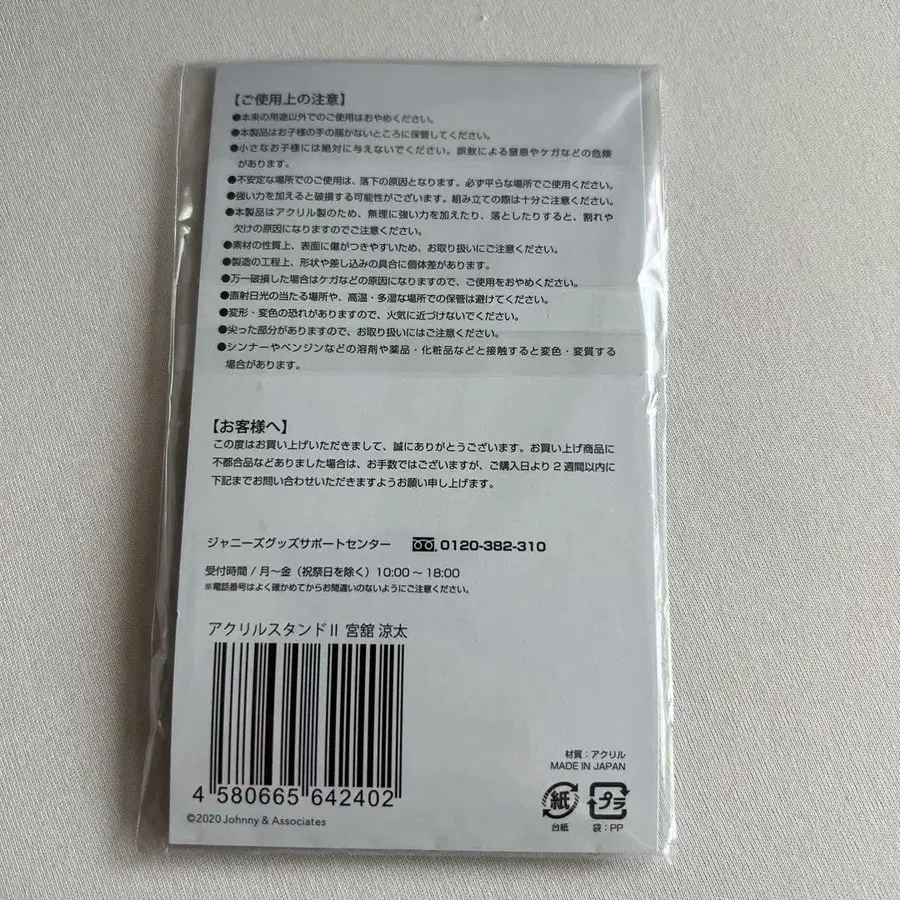 【ご使用上の注意】
●本来の用途以外でのご使用はおやめください。
●本製品はお子様の手の届かないところに保管してください。
●小さなお子様には絶対に与えないでください。誤飲による窒息やケガなどの危険
があります。
●不安定な場所でのご使用は、落下の原因となります。必ず平らな場所でご使用ください。
●強い力を加えると破損する可能性がございます。組み立ての際は十分ご注意ください。
●本製品はアクリル製のため、無理に強い力を加えたり、落としたりすると、割れや
欠けの原因になりますのでご注意ください。
●素材の性質上、表面に傷がつきやすいため、お取り扱いにご注意ください。
●製造の工程上、形状や差し込みの具合に個体差があります。
●万一破損した場合はケガなどの原因になりますので、ご使用をおやめください。
●直射日光の当たる場所や、高温・多湿な場所での保管は避けてください。
●変形・変色の恐れがありますので、火気に近づけないでください。
●尖った部分がありますので、お取り扱いにはご注意ください。
●シンナーやベンジンなどの溶剤や薬品・化粧品などと接触すると変色・変質する
場合があります。
【お客様へ】
この度はお買い上げいただきまして、誠にありがとうございます。お買い上げ商品に
不都合品などありました場合は、お手数ではございますが、ご購入日より2週間以内に
下記までお問い合わせいただきますようお願い申し上げます。
ジャニーズグッズサポートセンター 0120-382-310
受付時間/月〜金(祝祭日を除く)10:00〜18:00
※電話番号はよく確かめてからお間違いのないようにご注意ください。
アクリルスタンドⅡ 宮舘 涼太
4 580665 642402
©2020 Johnny & Associates
材質:アクリル
MADE IN JAPAN
紙 プラ
台紙 袋:PP